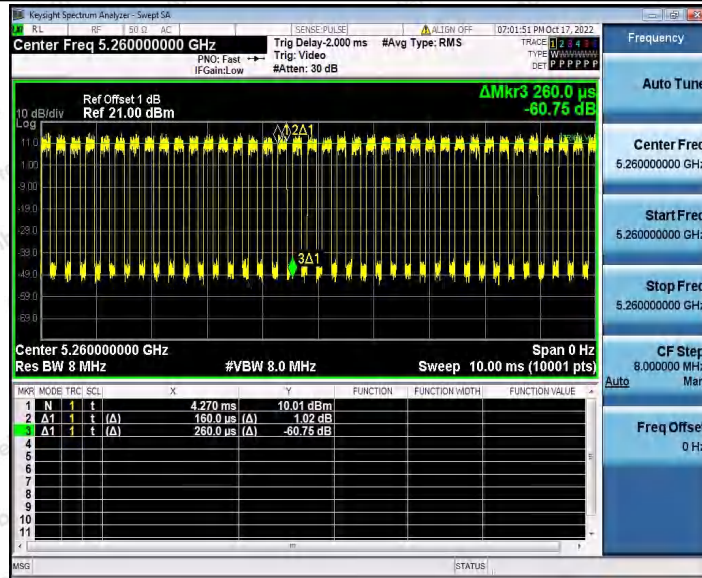 Keysight Spectrum Analyzer - Swept SA
RL RF 50 Ω AC SENSE:PULSE ALIGN OFF 07:01:51 PM Oct 17, 2022
Center Freq 5.260000000 GHz
PNO: Fast
IFGain:Low
Trig Delay-2.000 ms
Trig: Video
#Atten: 30 dB
#Avg Type: RMS
TRACE 1 2 3 4 5 6
TYPE WWWWWW
DET P P P P P P
Frequency
Auto Tune
Center Freq
5.260000000 GHz
Start Freq
5.260000000 GHz
Stop Freq
5.260000000 GHz
CF Step
8.000000 MHz
Auto Man
Freq Offset
0 Hz
ΔMkr3 260.0 µs
-60.75 dB
Ref Offset 1 dB
10 dB/div Ref 21.00 dBm
Log
11.0
1.00
-9.00
-19.0
-29.0
-39.0
-49.0
-59.0
-69.0
2Δ1
3Δ1
Center 5.260000000 GHz Span 0 Hz
Res BW 8 MHz #VBW 8.0 MHz Sweep 10.00 ms (10001 pts)
MKR MODE TRC SCL X Y FUNCTION FUNCTION WIDTH FUNCTION VALUE
1 N 1 t 4.270 ms 10.01 dBm
2 Δ1 1 t (Δ) 160.0 µs (Δ) 1.02 dB
3 Δ1 1 t (Δ) 260.0 µs (Δ) -60.75 dB
4
5
6
7
8
9
10
11
MSG STATUS